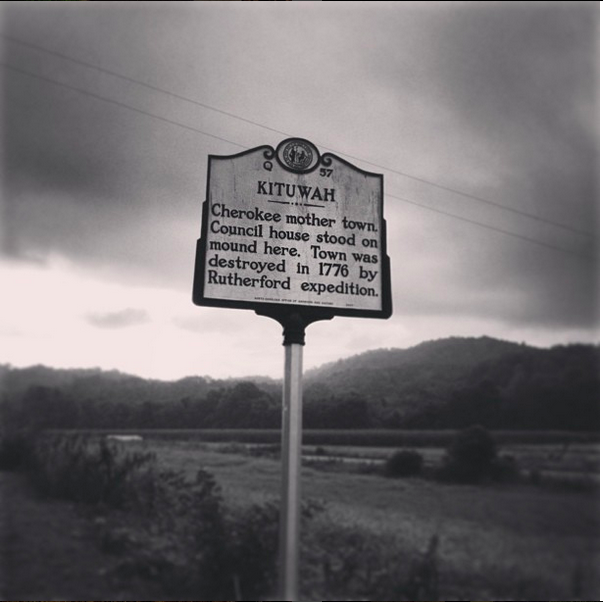 Q 57
KITUWAH
Cherokee mother town.
Council house stood on
mound here. Town was
destroyed in 1776 by
Rutherford expedition.